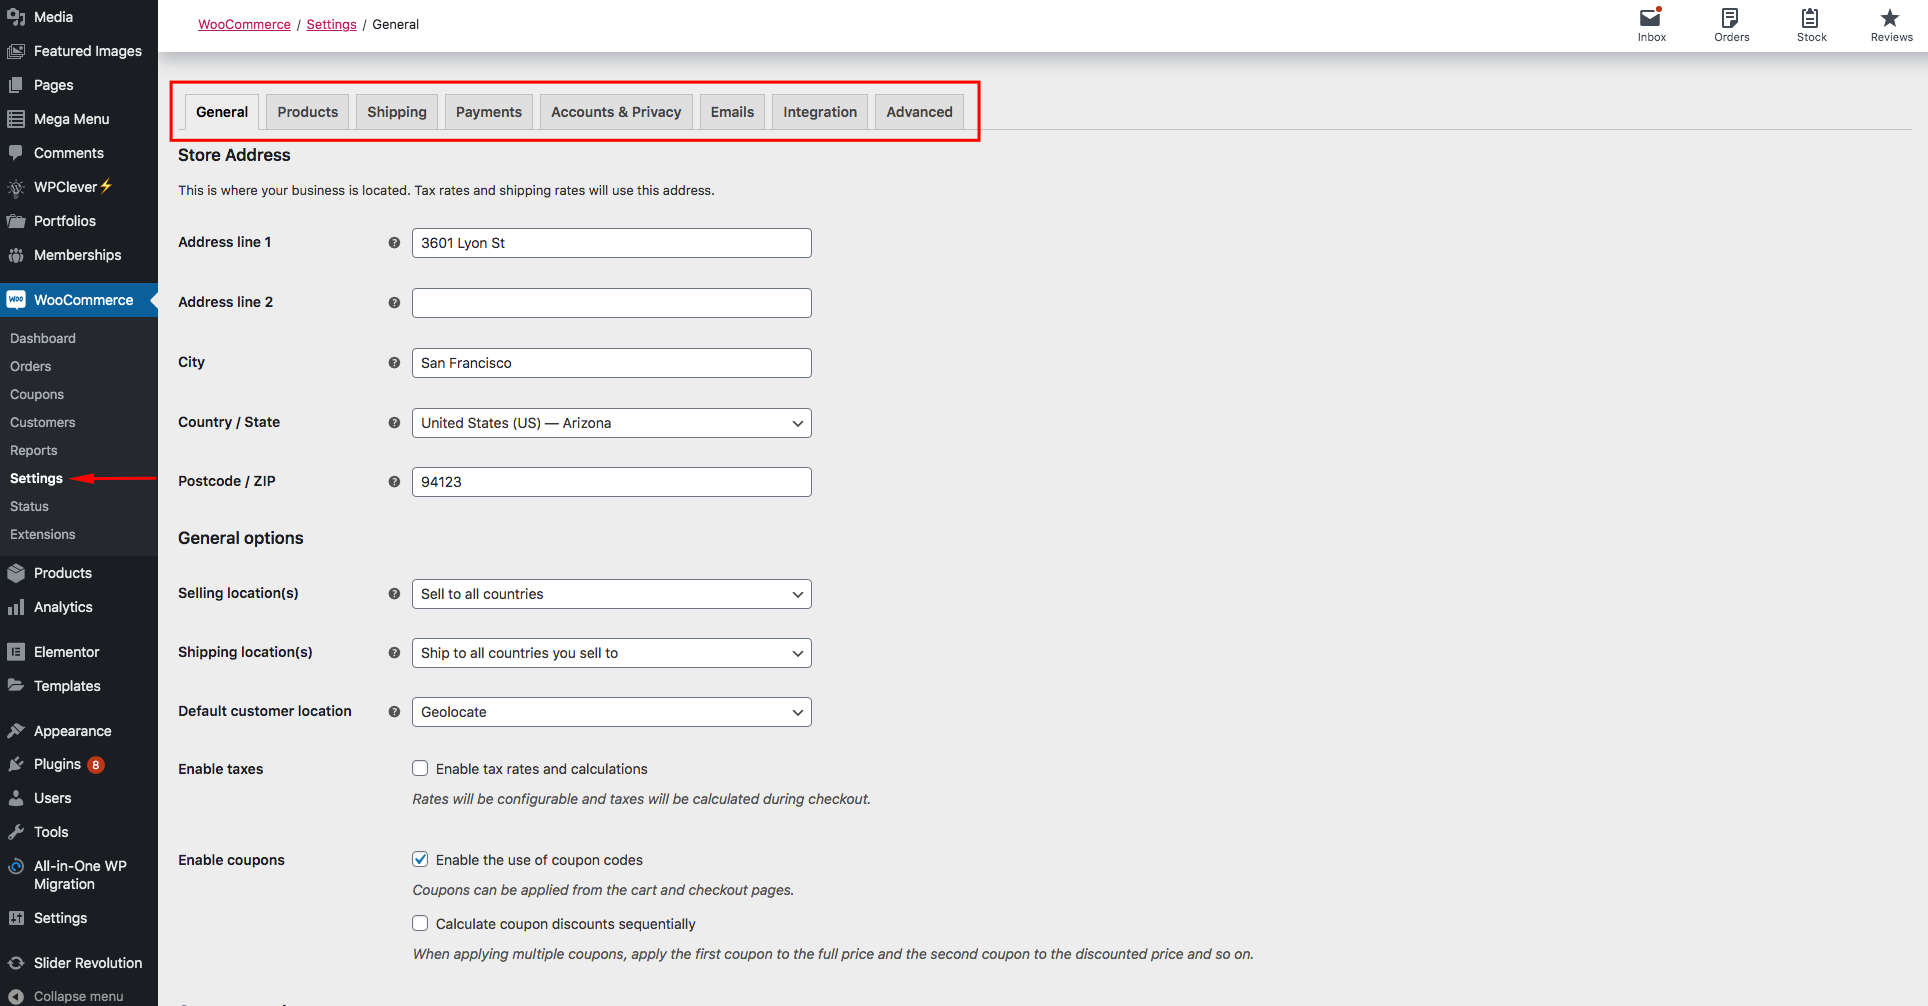 Media
Featured Images
Pages
Mega Menu
Comments
WPClever⚡
Portfolios
Memberships
WOO WooCommerce
Dashboard
Orders
Coupons
Customers
Reports
Settings
Status
Extensions
Products
Analytics
Elementor
Templates
Appearance
Plugins 8
Users
Tools
All-in-One WP
Migration
Settings
Slider Revolution
Collapse menu
WooCommerce / Settings / General
Inbox Orders Stock Reviews
General Products Shipping Payments Accounts & Privacy Emails Integration Advanced
Store Address
This is where your business is located. Tax rates and shipping rates will use this address.
Address line 1 ? 3601 Lyon St
Address line 2 ?
City ? San Francisco
Country / State ? United States (US) — Arizona
Postcode / ZIP ? 94123
General options
Selling location(s) ? Sell to all countries
Shipping location(s) ? Ship to all countries you sell to
Default customer location ? Geolocate
Enable taxes Enable tax rates and calculations
Rates will be configurable and taxes will be calculated during checkout.
Enable coupons Enable the use of coupon codes
Coupons can be applied from the cart and checkout pages.
Calculate coupon discounts sequentially
When applying multiple coupons, apply the first coupon to the full price and the second coupon to the discounted price and so on.